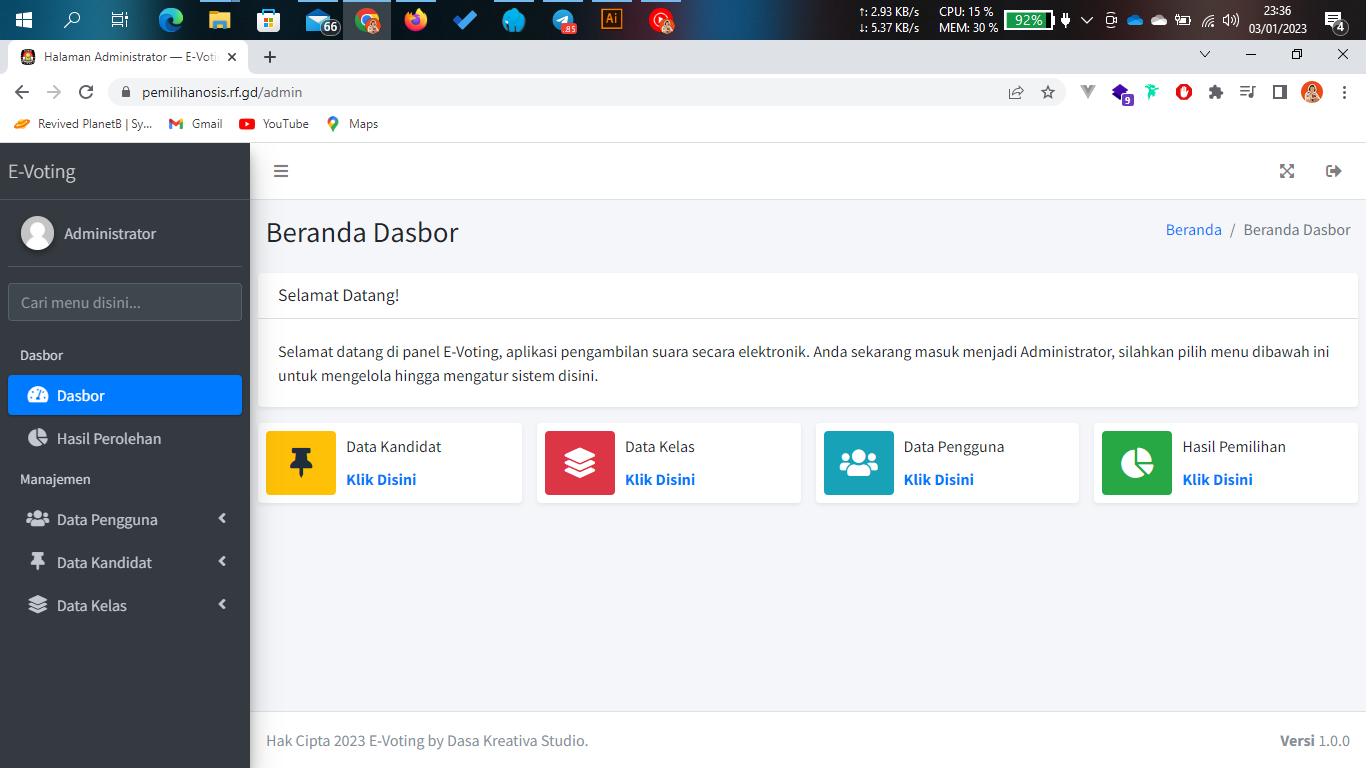 66
.85
↑: 2.93 KB/s
↓: 5.37 KB/s
CPU: 15 %
MEM: 30 %
92%
23:36
03/01/2023
4
Halaman Administrator — E-Voti
pemilihanosis.rf.gd/admin
9
Revived PlanetB | Sy...
Gmail
YouTube
Maps
E-Voting
Administrator
Cari menu disini...
Dasbor
Dasbor
Hasil Perolehan
Manajemen
Data Pengguna
Data Kandidat
Data Kelas
Beranda Dasbor
Beranda / Beranda Dasbor
Selamat Datang!
Selamat datang di panel E-Voting, aplikasi pengambilan suara secara elektronik. Anda sekarang masuk menjadi Administrator, silahkan pilih menu dibawah ini
untuk mengelola hingga mengatur sistem disini.
Data Kandidat
Klik Disini
Data Kelas
Klik Disini
Data Pengguna
Klik Disini
Hasil Pemilihan
Klik Disini
Hak Cipta 2023 E-Voting by Dasa Kreativa Studio.
Versi 1.0.0